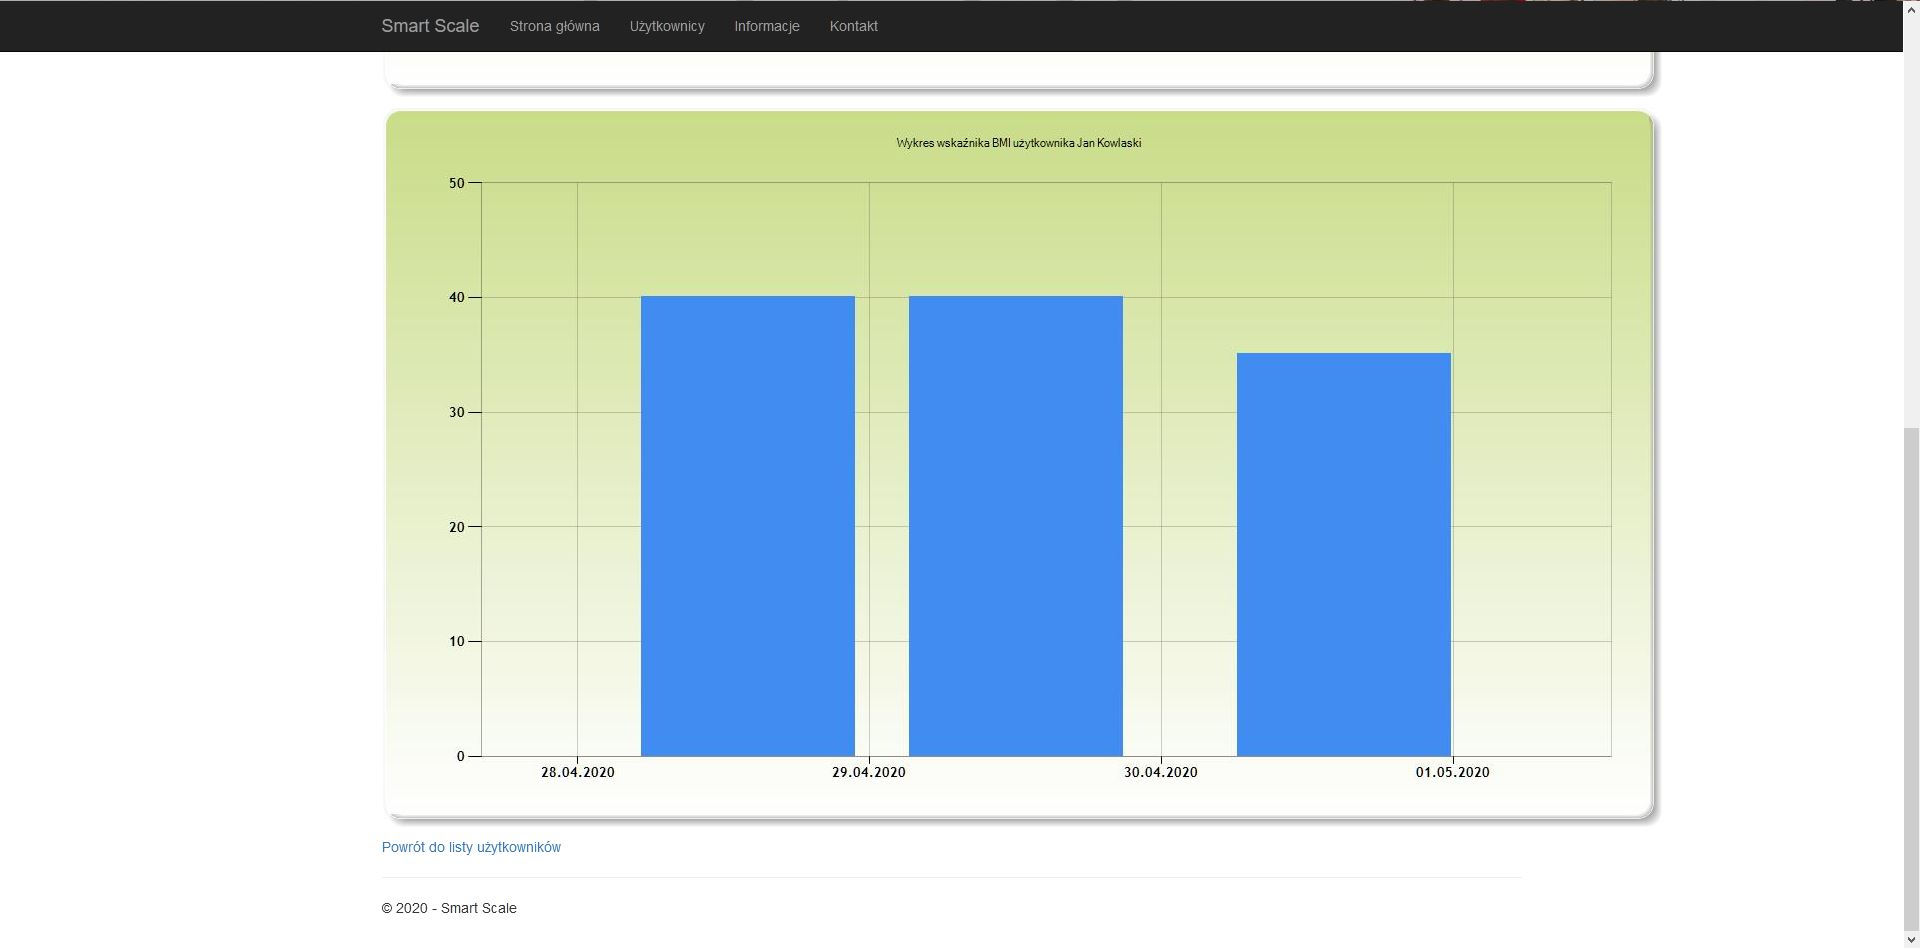 Smart Scale Strona główna Użytkownicy Informacje Kontakt
Wykres wskaźnika BMI użytkownika Jan Kowlaski
50
40
30
20
10
0
28.04.2020 29.04.2020 30.04.2020 01.05.2020
Powrót do listy użytkowników
© 2020 - Smart Scale